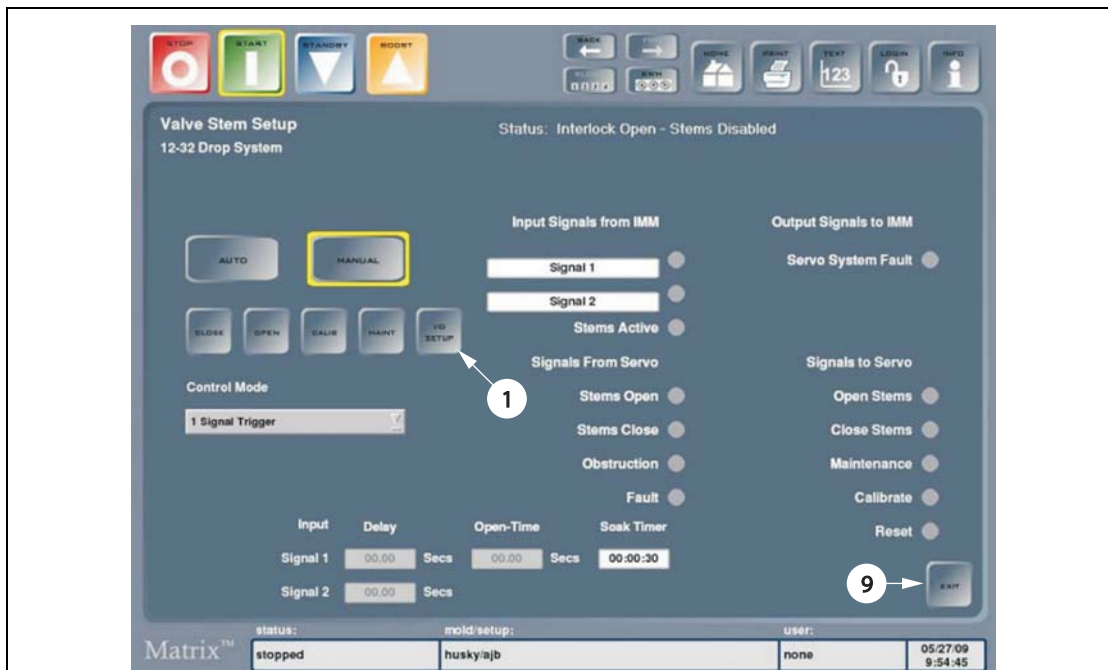 STOP START STANDBY BOOST BACK HOME PRINT TEXT LOGIN INFO
123
Valve Stem Setup
Status: Interlock Open - Stems Disabled
12-32 Drop System
Input Signals from IMM
Output Signals to IMM
AUTO MANUAL
Signal 1
Servo System Fault
Signal 2
Stems Active
CLOSE OPEN CALIB MAINT I/O SETUP
Signals From Servo
Signals to Servo
Control Mode
1
Stems Open
Open Stems
1 Signal Trigger
Stems Close
Close Stems
Obstruction
Maintenance
Fault
Calibrate
Input Delay Open-Time Soak Timer
Reset
Signal 1 00.00 Secs 00.00 Secs 00:00:30
9
EXIT
Signal 2 00.00 Secs
status: mold/setup: user:
Matrix™ stopped husky/ajb none 05/27/09
9:54:45